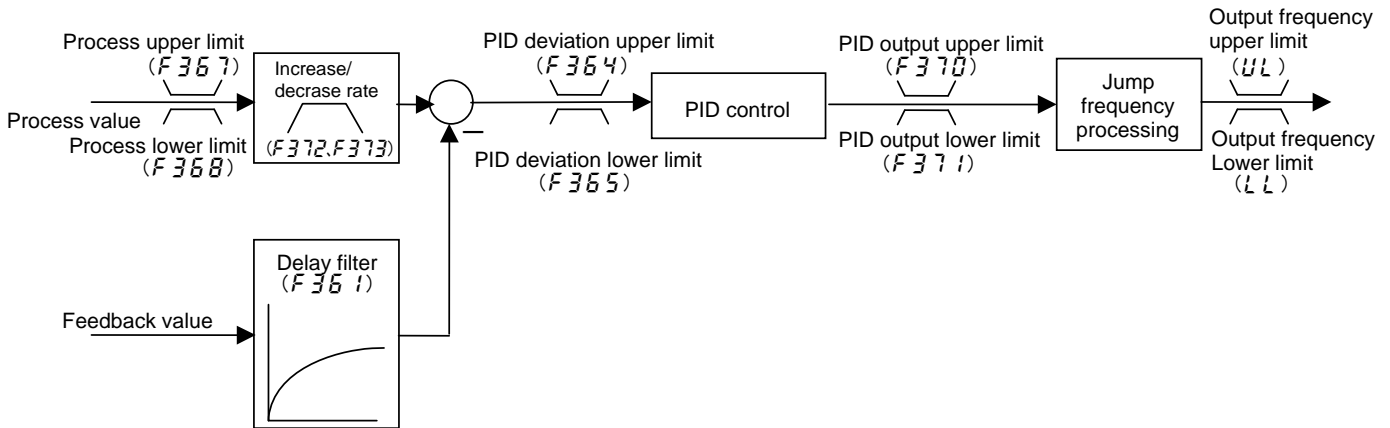 Process upper limit
(F367)
Process value
Process lower limit
(F368)
Increase/
decrase rate
(F372、F373)
PID deviation upper limit
(F364)
PID deviation lower limit
(F365)
PID control
PID output upper limit
(F370)
PID output lower limit
(F371)
Jump
frequency
processing
Output frequency
upper limit
(UL)
Output frequency
Lower limit
(LL)
Delay filter
(F361)
Feedback value